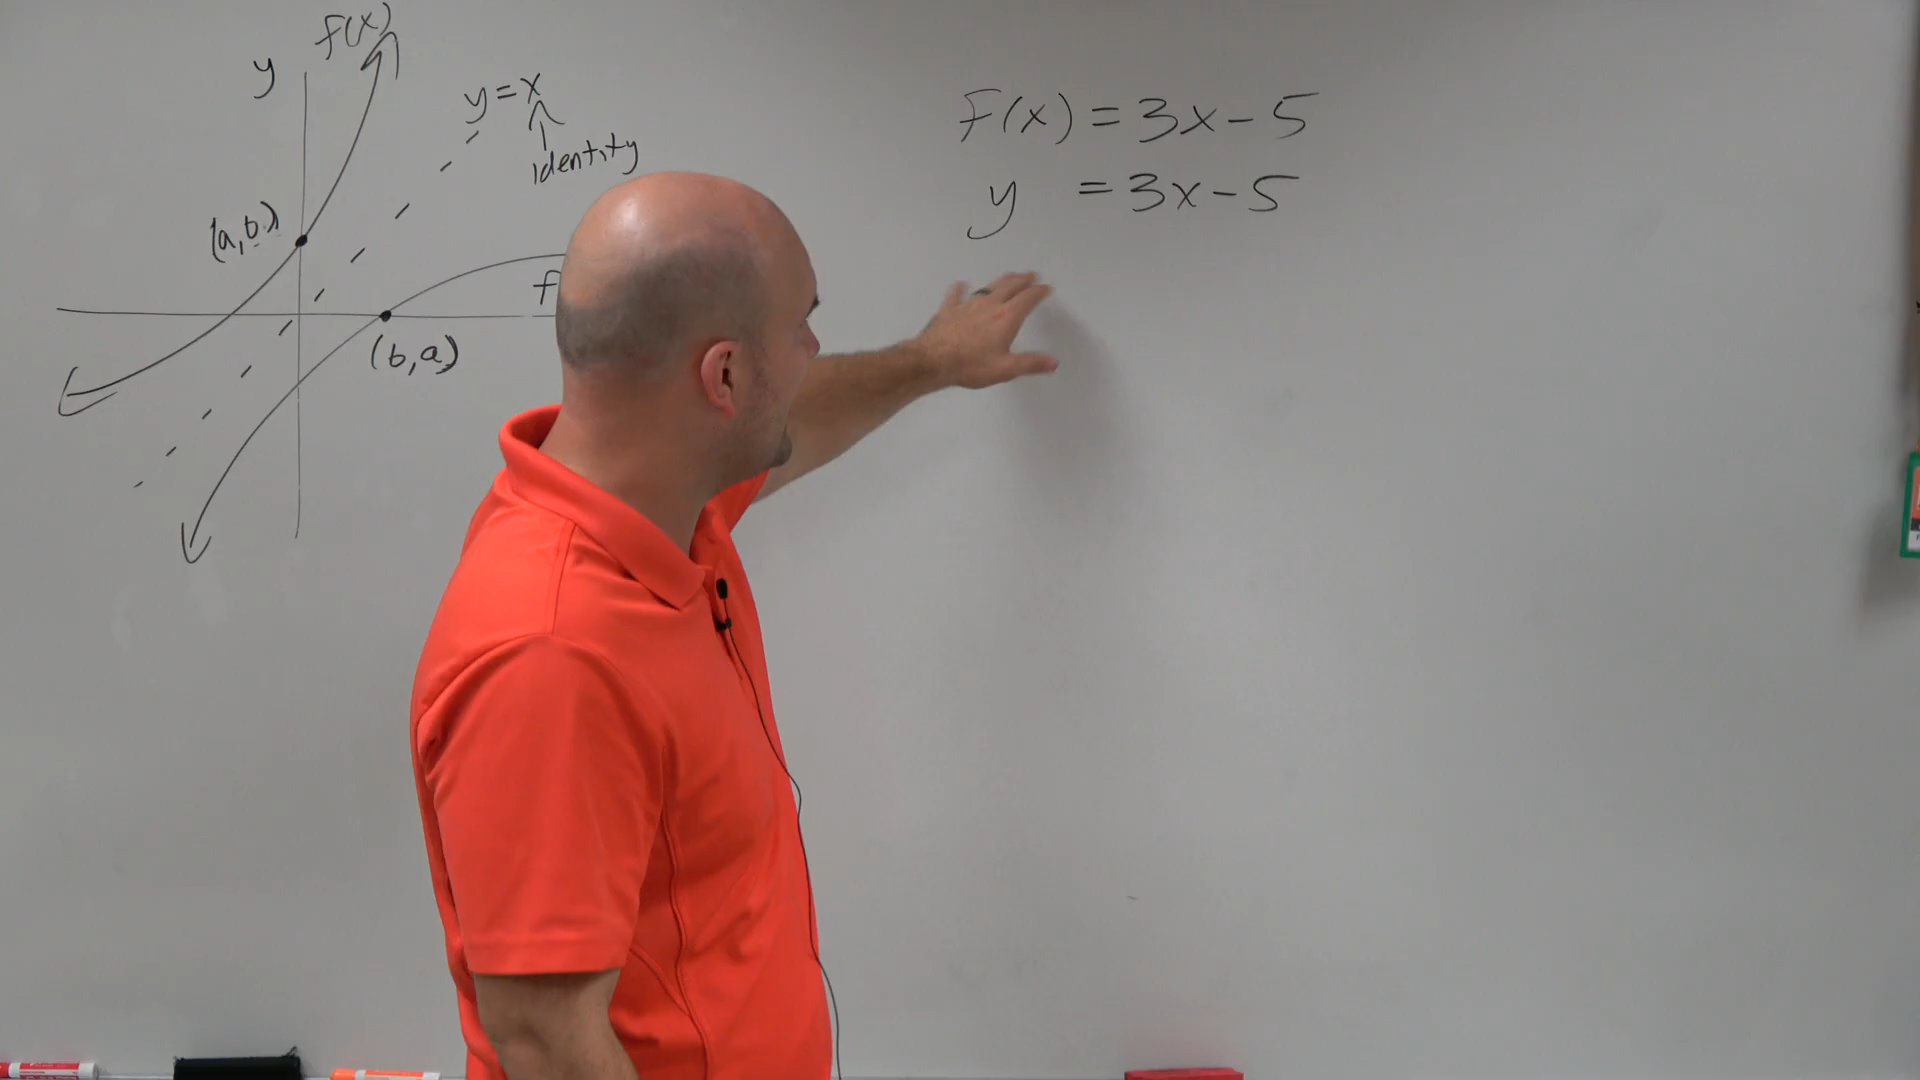 f(x)
y
y=x
identity
(a,b)
f
(b,a)
f(x)=3x-5
y =3x-5